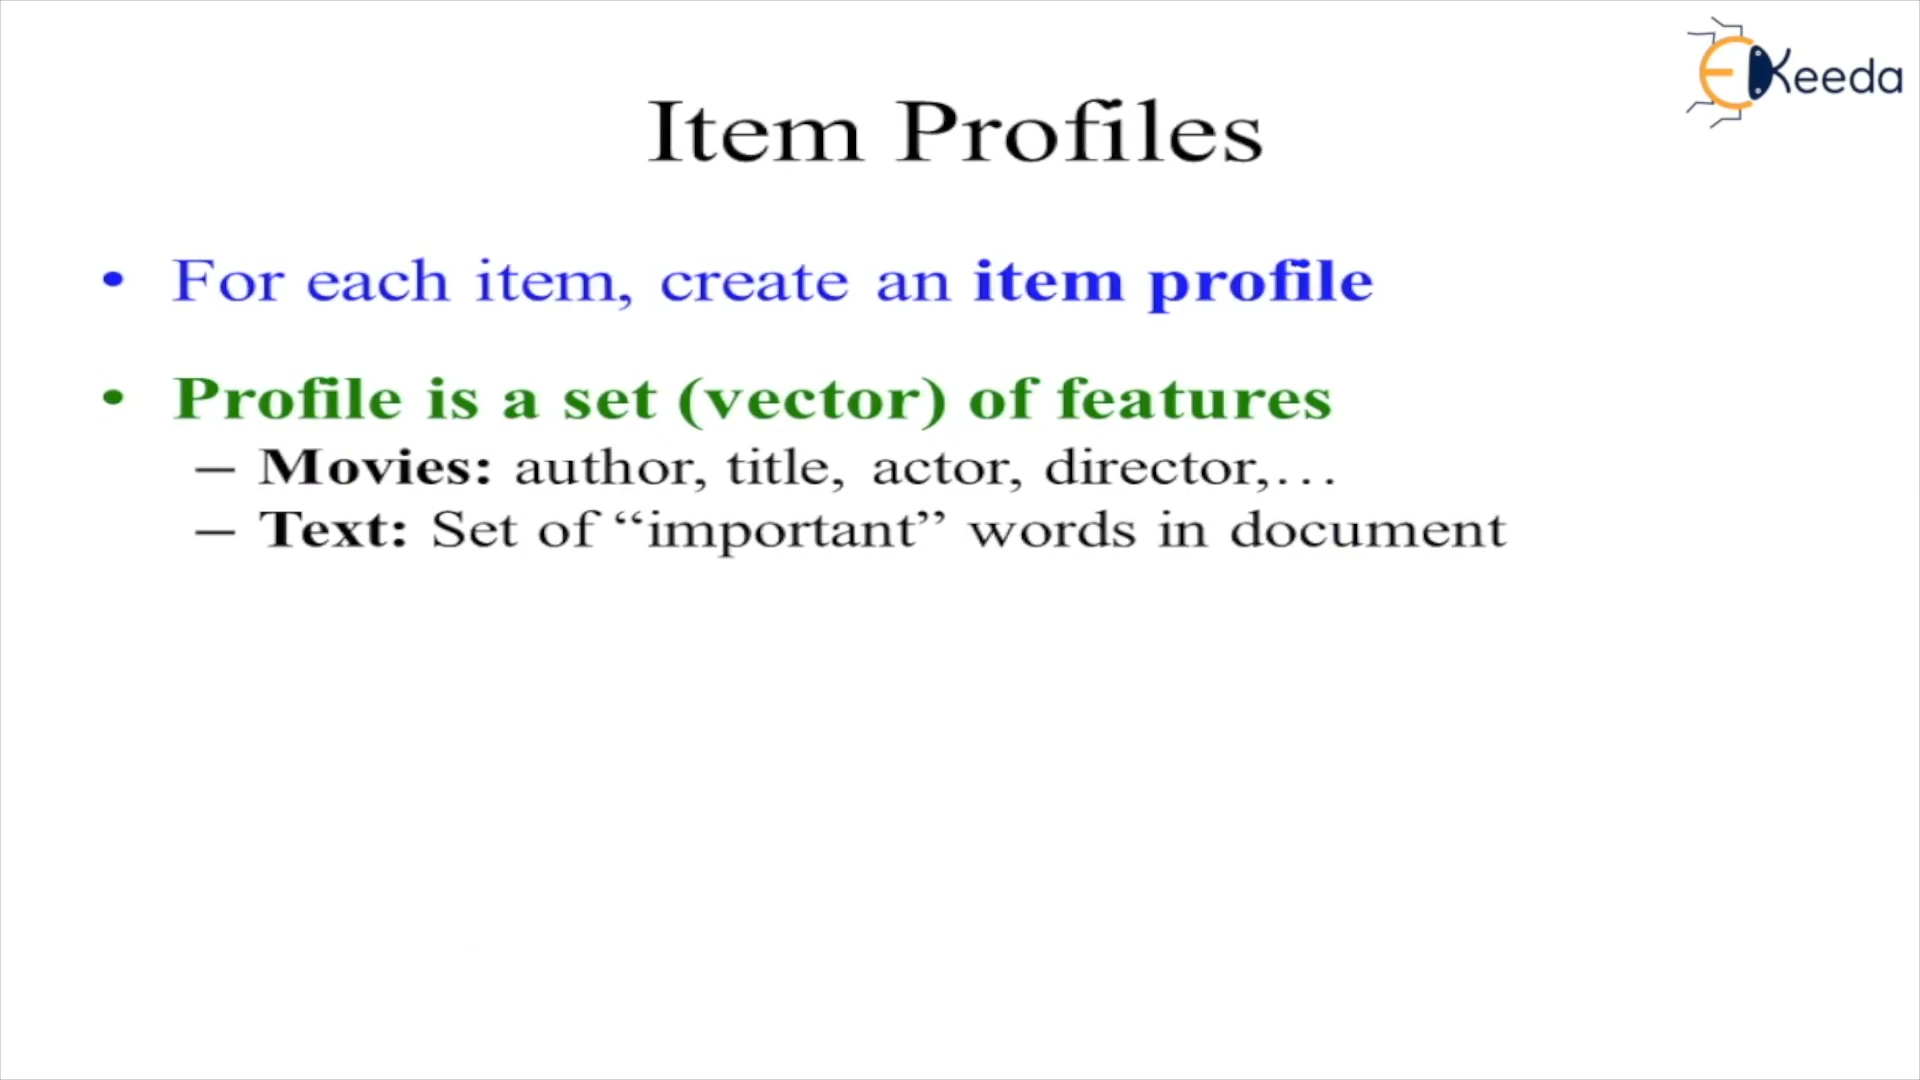 EKeeda
Item Profiles
• For each item, create an item profile
• Profile is a set (vector) of features
– Movies: author, title, actor, director,…
– Text: Set of “important” words in document